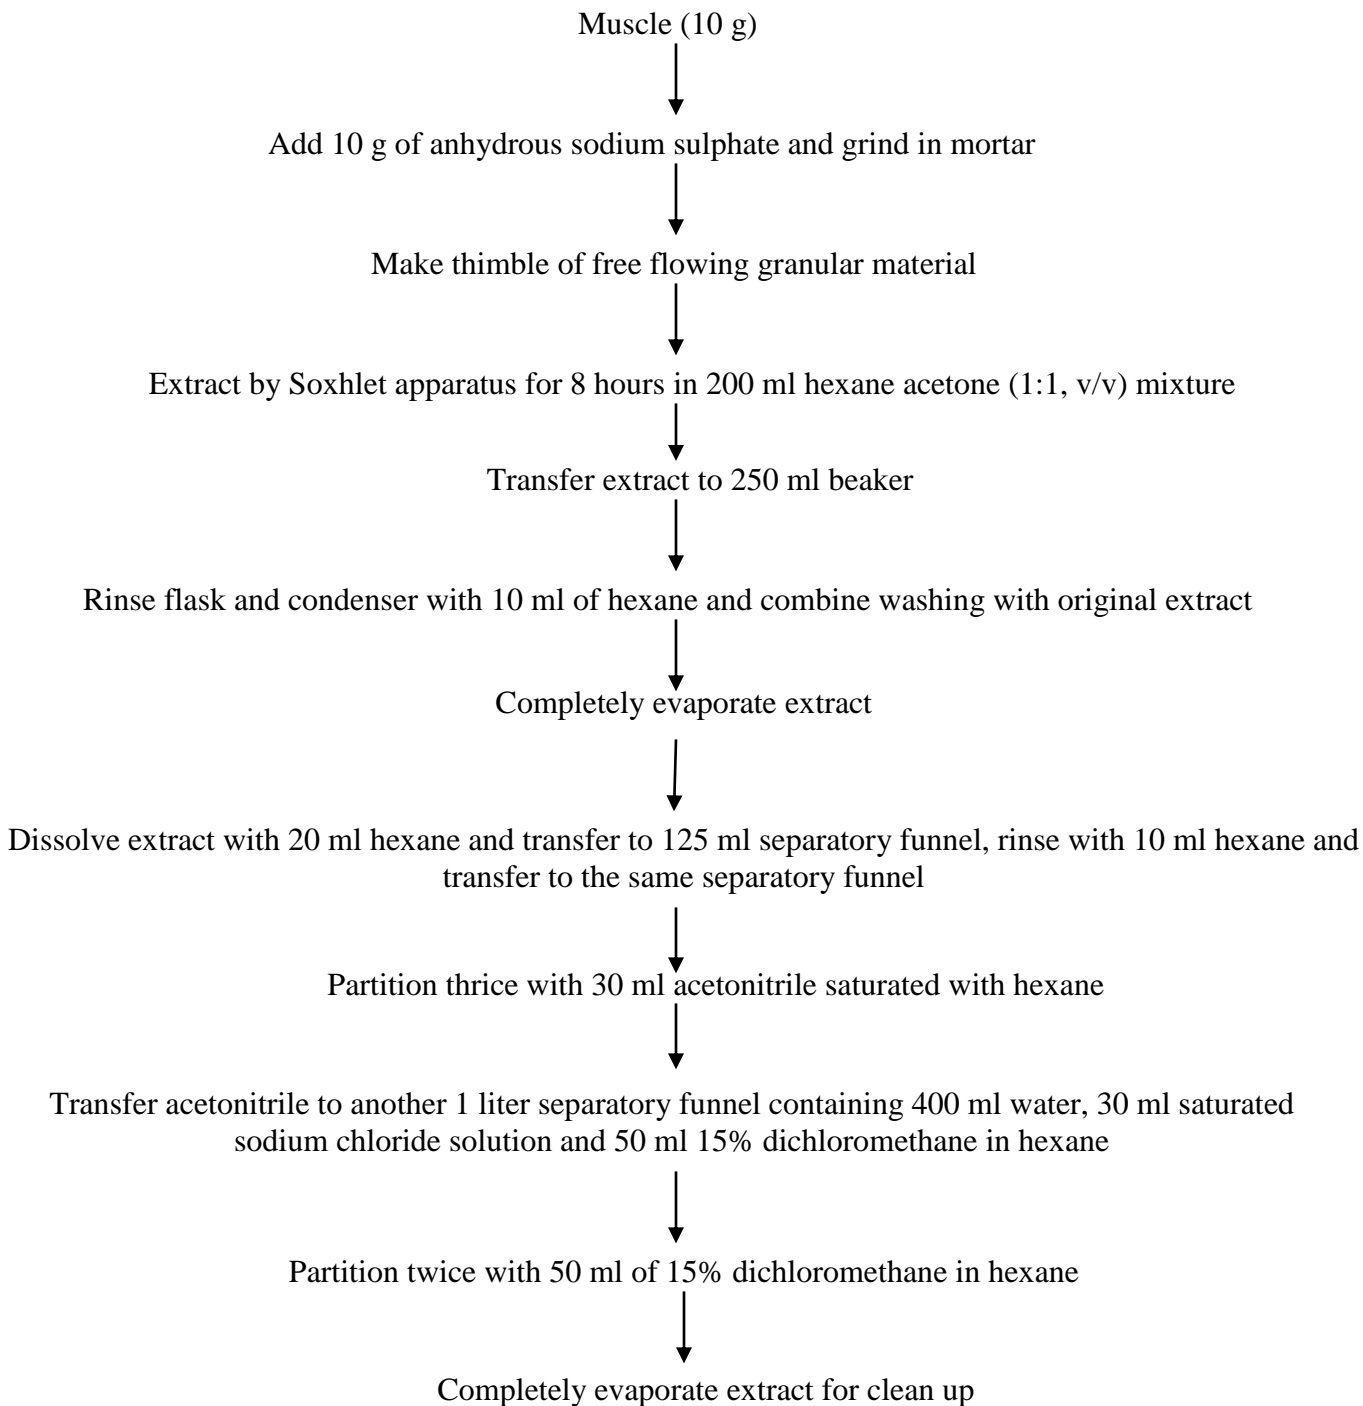 Muscle (10 g)
Add 10 g of anhydrous sodium sulphate and grind in mortar
Make thimble of free flowing granular material
Extract by Soxhlet apparatus for 8 hours in 200 ml hexane acetone (1:1, v/v) mixture
Transfer extract to 250 ml beaker
Rinse flask and condenser with 10 ml of hexane and combine washing with original extract
Completely evaporate extract
Dissolve extract with 20 ml hexane and transfer to 125 ml separatory funnel, rinse with 10 ml hexane and
transfer to the same separatory funnel
Partition thrice with 30 ml acetonitrile saturated with hexane
Transfer acetonitrile to another 1 liter separatory funnel containing 400 ml water, 30 ml saturated
sodium chloride solution and 50 ml 15% dichloromethane in hexane
Partition twice with 50 ml of 15% dichloromethane in hexane
Completely evaporate extract for clean up